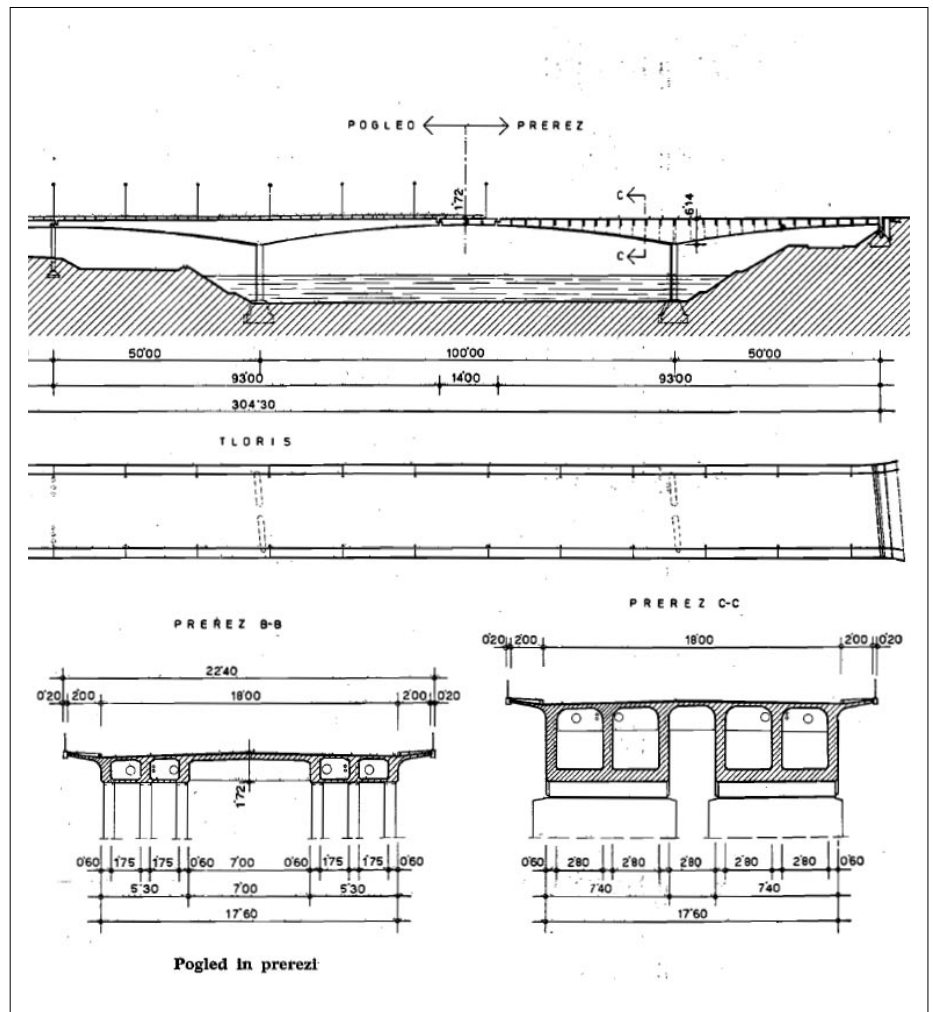 POGLED PREREZ
1'72
C
6'14
C
50'00 100'00 50'00
93'00 14'00 93'00
304'30
TLORIS
PREREZ B-B
22'40
0'20 2'00 18'00 2'00 0'20
1'72
0'60 1'75 1'75 0'60 7'00 0'60 1'75 1'75 0'60
5'30 7'00 5'30
17'60
PREREZ C-C
0'20 2'00 18'00 2'00 0'20
0'60 2'80 2'80 2'80 2'80 2'80 0'60
7'40 7'40
17'60
Pogled in prerezi